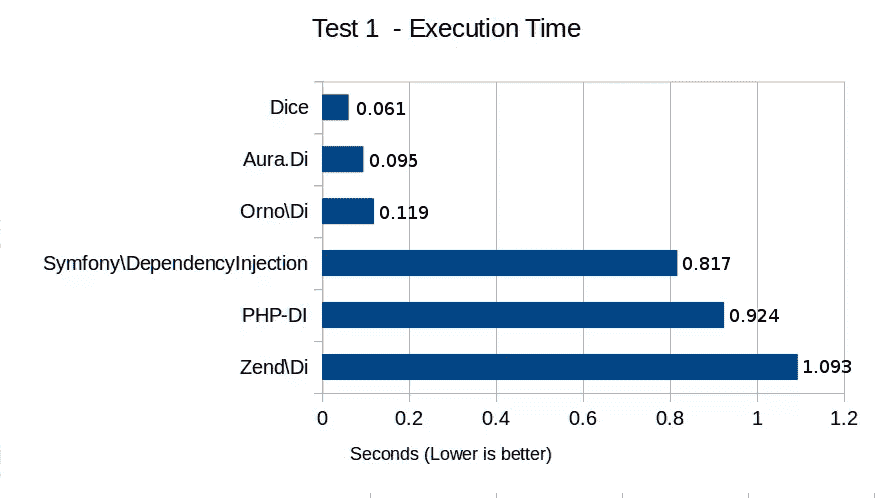 Test 1 - Execution Time
Dice
0.061
Aura.Di
0.095
Orno\Di
0.119
Symfony\DependencyInjection
0.817
PHP-DI
0.924
Zend\Di
1.093
0 0.2 0.4 0.6 0.8 1 1.2
Seconds (Lower is better)